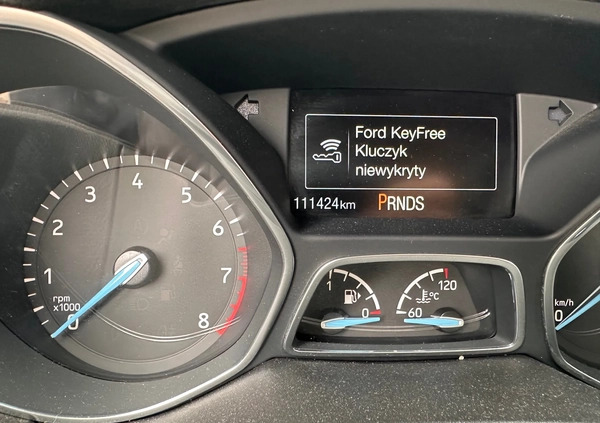 Ford KeyFree
Kluczyk
niewykryty
111424km
PRNDS
0
1
2
3
4
5
6
7
8
rpm
x1000
1
0
120
°C
60
km/h
0